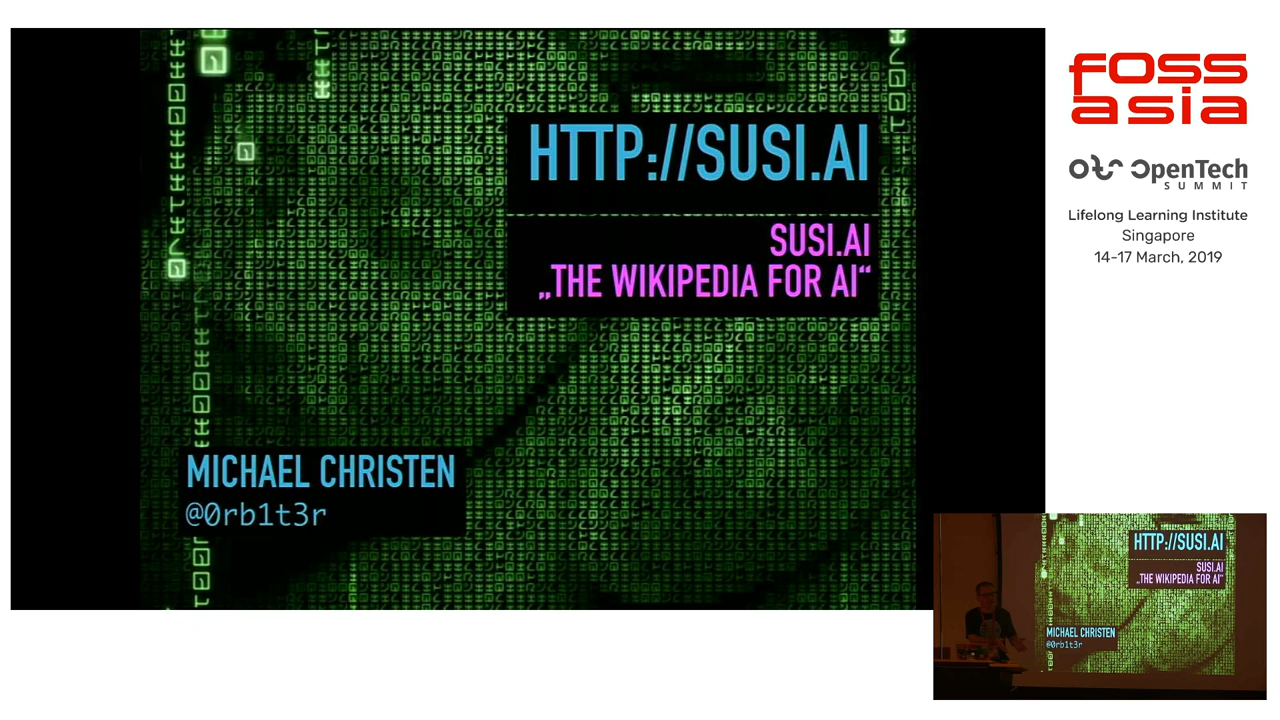 HTTP://SUSI.AI
SUSI.AI
„THE WIKIPEDIA FOR AI“
MICHAEL CHRISTEN
@0rb1t3r
foss
asia
ots OpenTech
SUMMIT
Lifelong Learning Institute
Singapore
14-17 March, 2019
HTTP://SUSI.AI
SUSI.AI
„THE WIKIPEDIA FOR AI“
MICHAEL CHRISTEN
@0rb1t3r